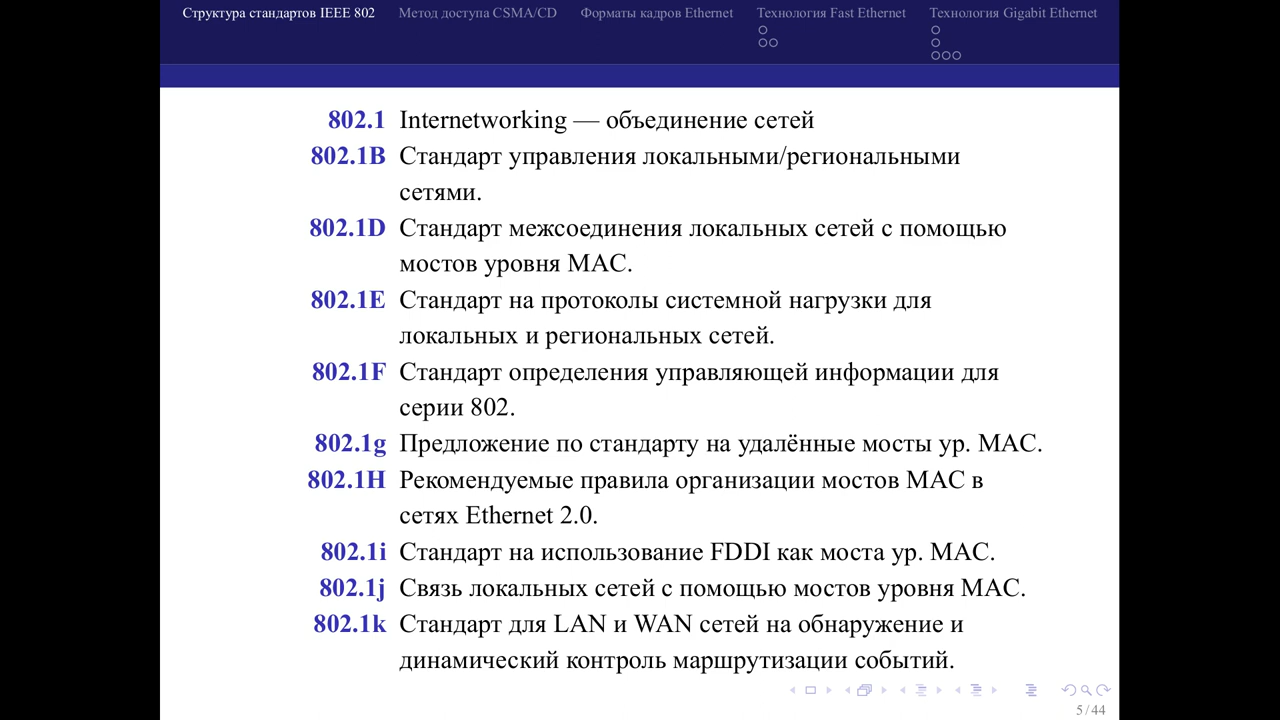 Структура стандартов IEEE 802 Метод доступа CSMA/CD Форматы кадров Ethernet Технология Fast Ethernet Технология Gigabit Ethernet
802.1 Internetworking — объединение сетей
802.1B Стандарт управления локальными/региональными
сетями.
802.1D Стандарт межсоединения локальных сетей с помощью
мостов уровня MAC.
802.1E Стандарт на протоколы системной нагрузки для
локальных и региональных сетей.
802.1F Стандарт определения управляющей информации для
серии 802.
802.1g Предложение по стандарту на удалённые мосты ур. MAC.
802.1H Рекомендуемые правила организации мостов MAC в
сетях Ethernet 2.0.
802.1i Стандарт на использование FDDI как моста ур. MAC.
802.1j Связь локальных сетей с помощью мостов уровня MAC.
802.1k Стандарт для LAN и WAN сетей на обнаружение и
динамический контроль маршрутизации событий.
5 / 44